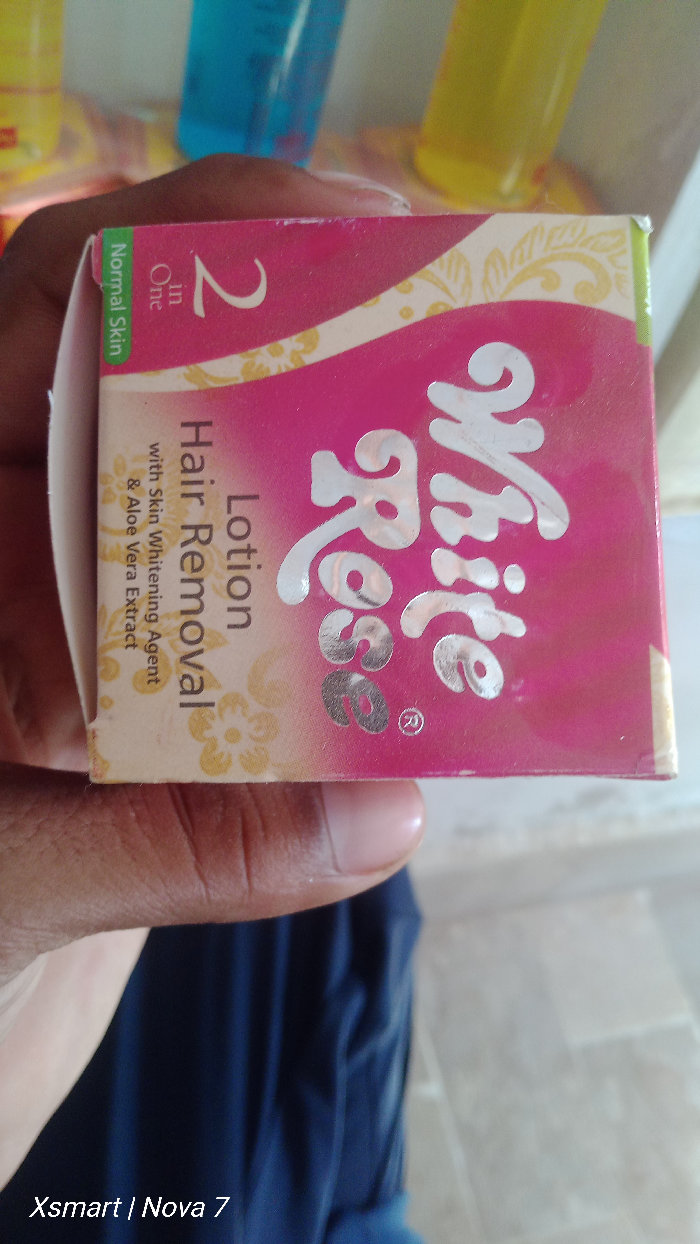 2
in
One
Normal Skin
White
Rose®
Lotion
Hair Removal
with Skin Whitening Agent
& Aloe Vera Extract
Xsmart | Nova 7